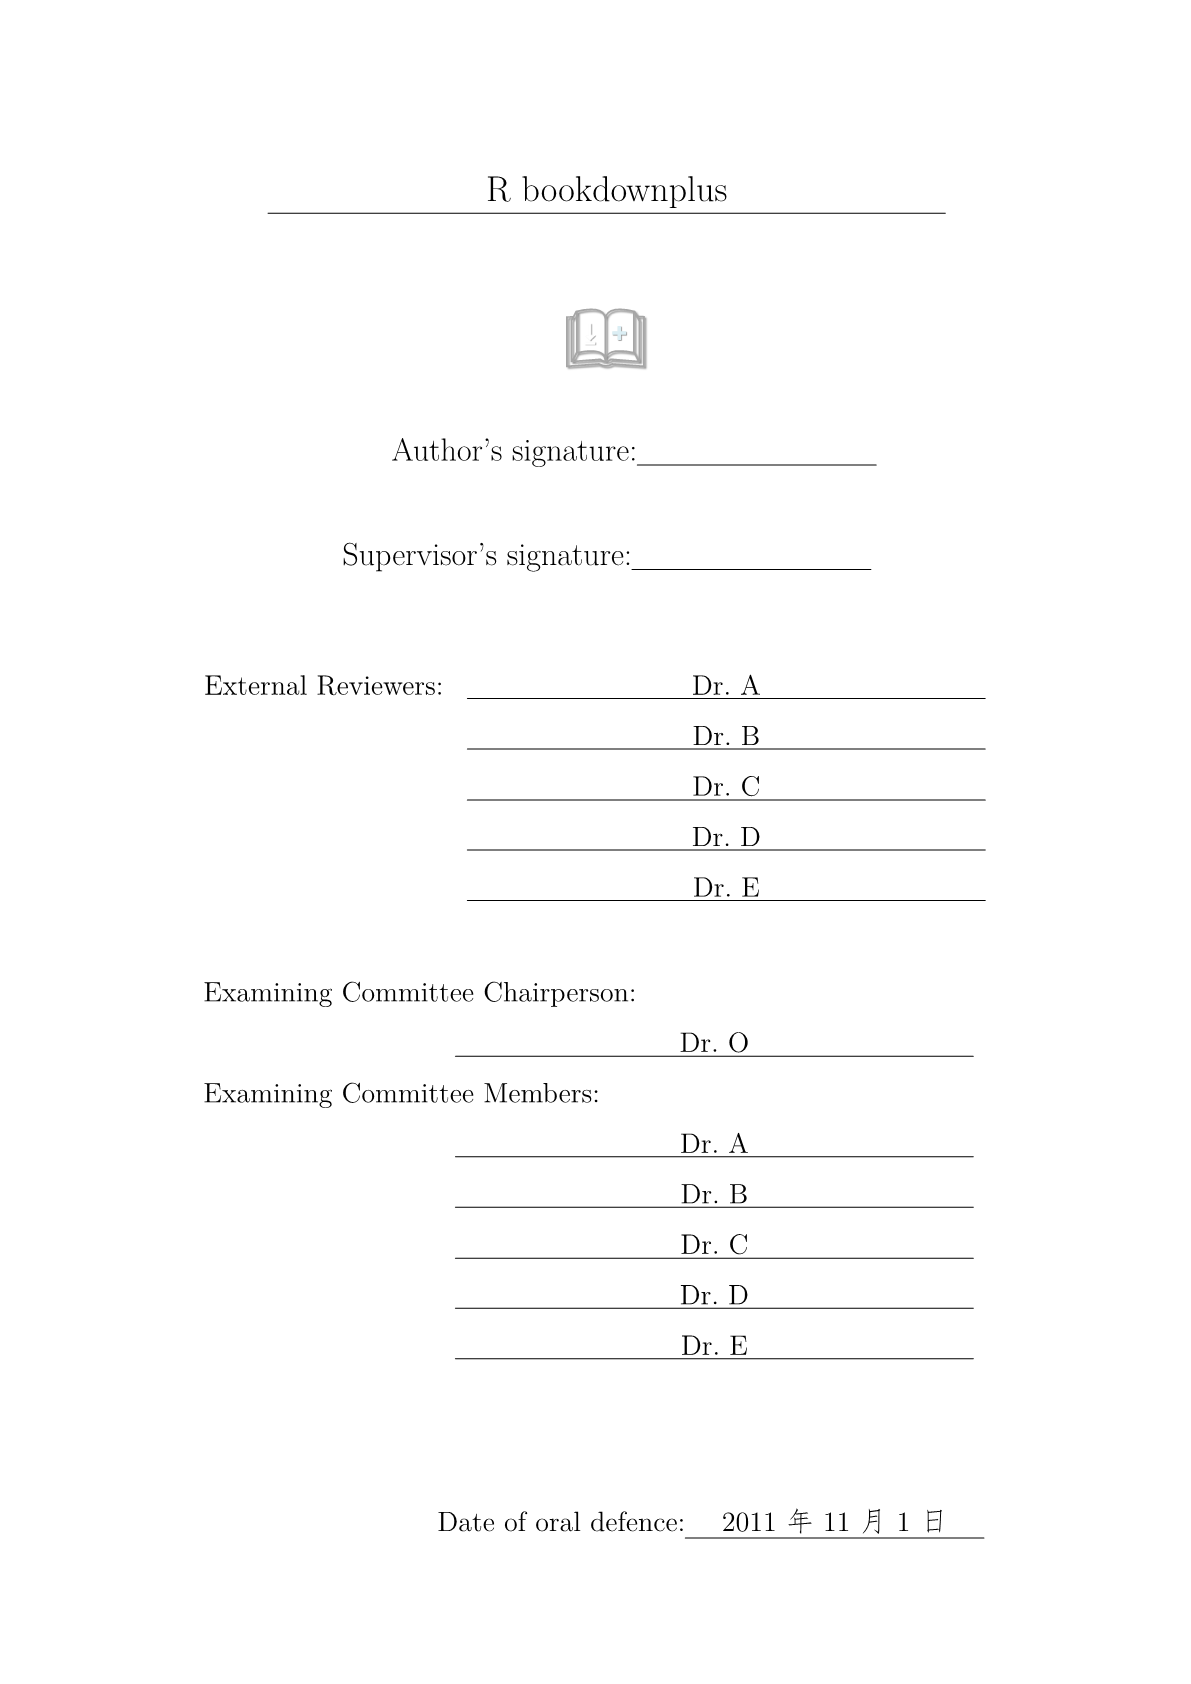 R bookdownplus
Author's signature:
Supervisor's signature:
External Reviewers: Dr. A
Dr. B
Dr. C
Dr. D
Dr. E
Examining Committee Chairperson:
Dr. O
Examining Committee Members:
Dr. A
Dr. B
Dr. C
Dr. D
Dr. E
Date of oral defence: 2011 年 11 月 1 日